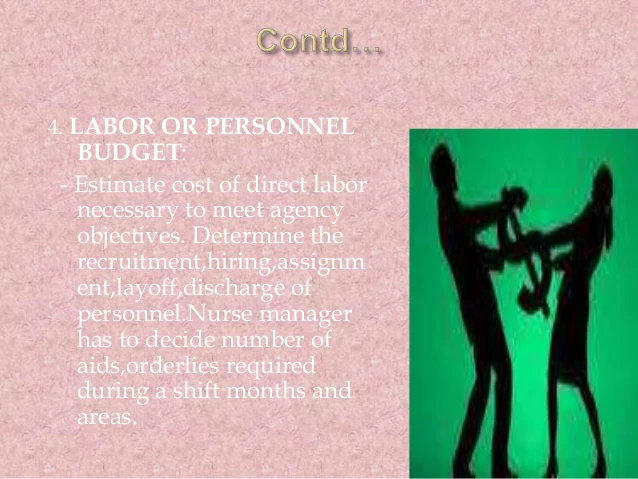 Contd...
4. LABOR OR PERSONNEL
BUDGET:
- Estimate cost of direct labor
necessary to meet agency
objectives. Determine the
recruitment,hiring,assignm
ent,layoff,discharge of
personnel.Nurse manager
has to decide number of
aids,orderlies required
during a shift months and
areas.